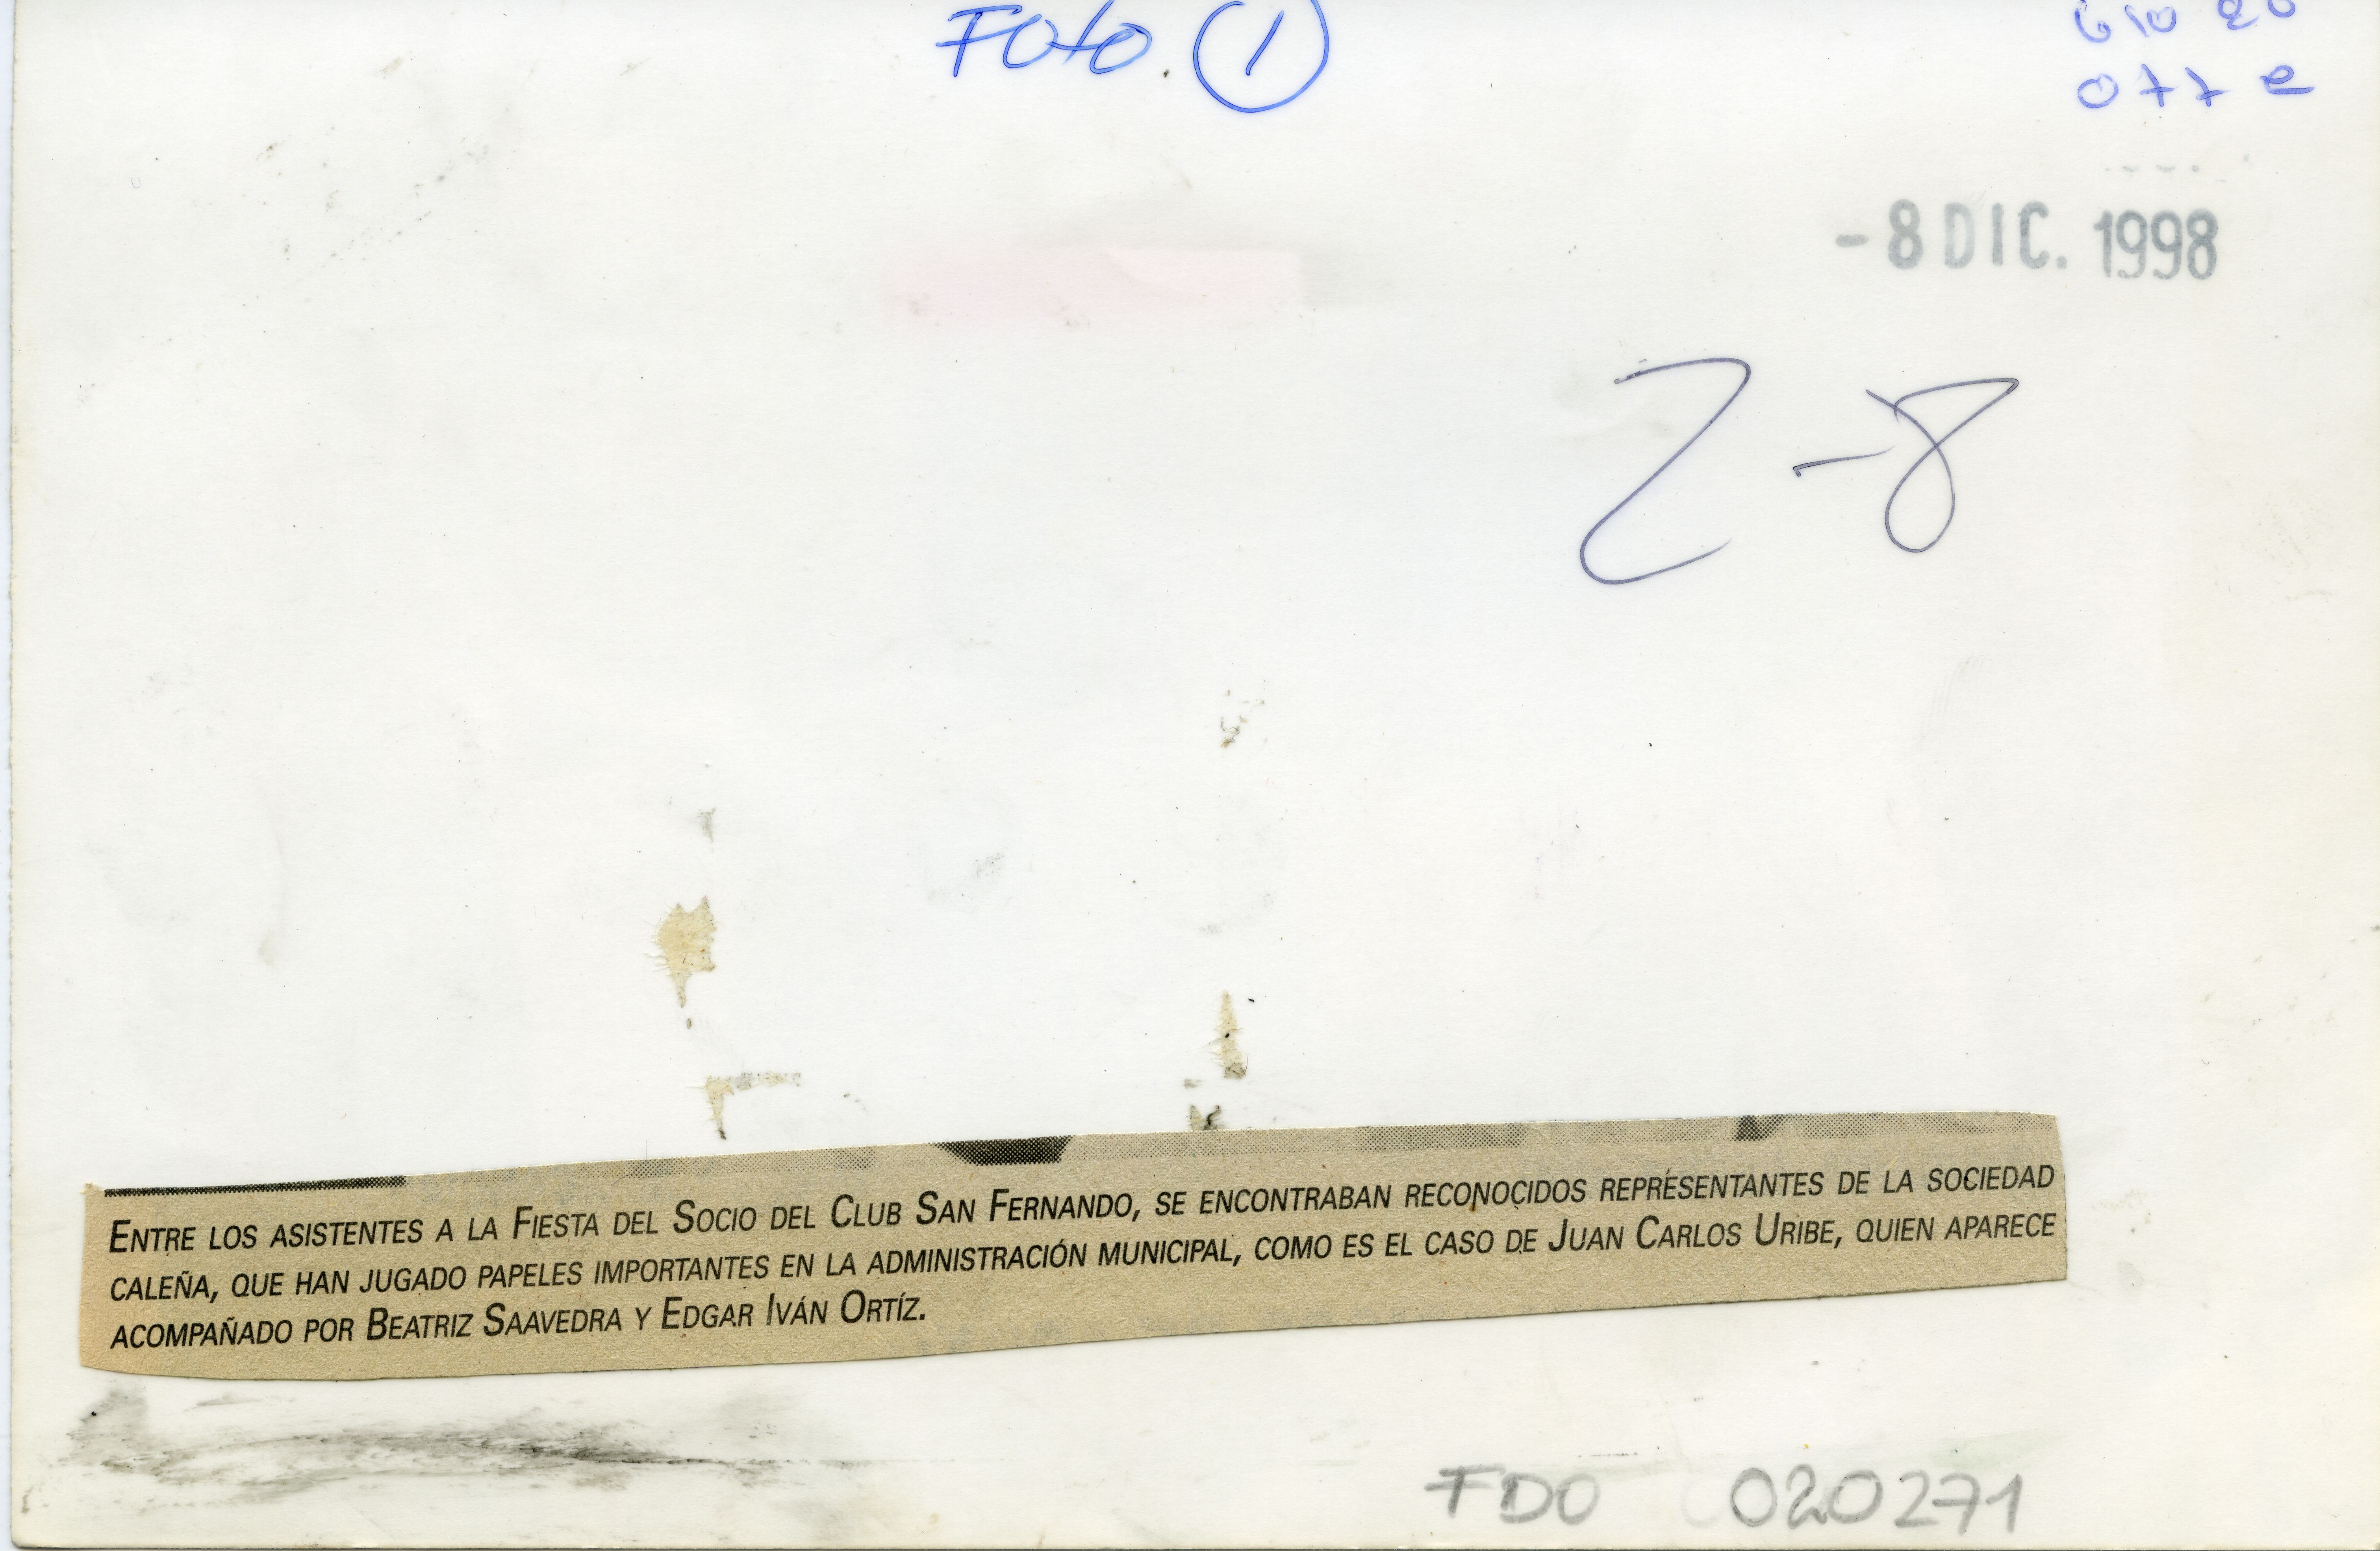 Foto. 1
077e
-8 DIC. 1998
2-8
ENTRE LOS ASISTENTES A LA FIESTA DEL SOCIO DEL CLUB SAN FERNANDO, SE ENCONTRABAN RECONOCIDOS REPRESENTANTES DE LA SOCIEDAD
CALEÑA, QUE HAN JUGADO PAPELES IMPORTANTES EN LA ADMINISTRACIÓN MUNICIPAL, COMO ES EL CASO DE JUAN CARLOS URIBE, QUIEN APARECE
ACOMPAÑADO POR BEATRIZ SAAVEDRA Y EDGAR IVÁN ORTÍZ.
FDO 020271